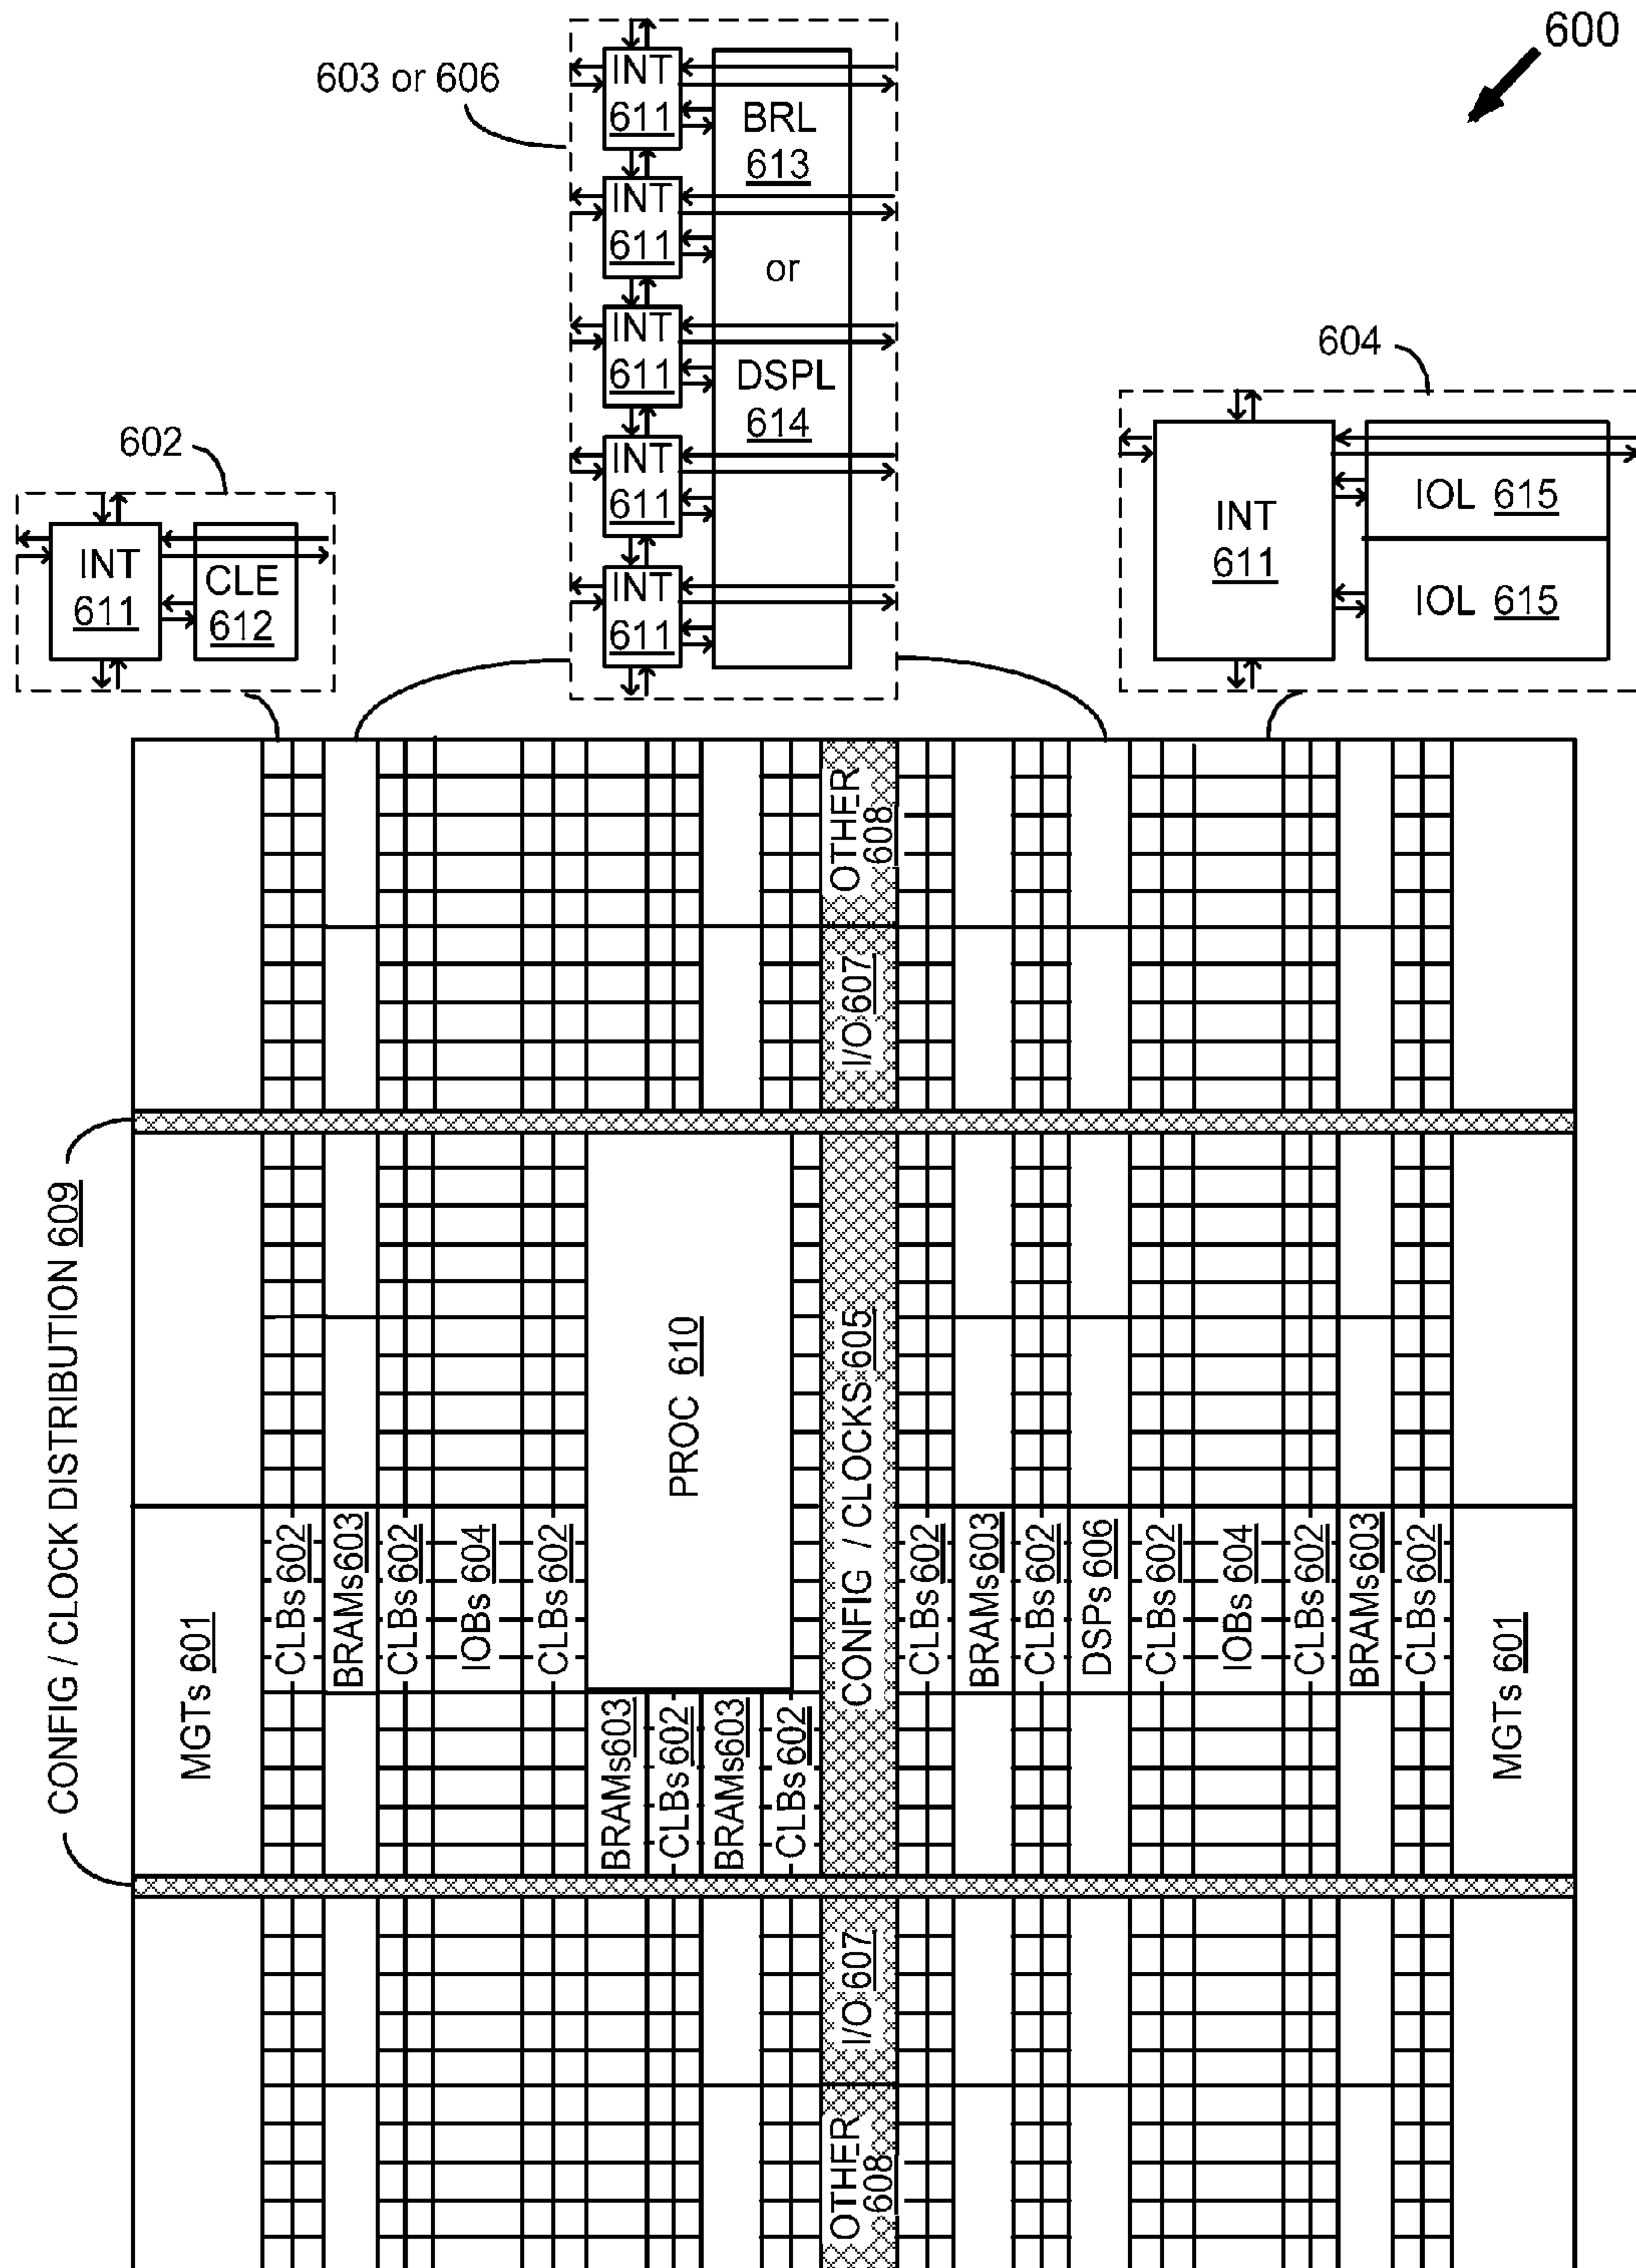 600
603 or 606
INT
611
INT
611
INT
611
INT
611
INT
611
BRL
613
or
DSPL
614
604
INT
611
IOL 615
IOL 615
602
INT
611
CLE
612
OTHER
608
I/O 607
CONFIG / CLOCK DISTRIBUTION 609
PROC 610
CONFIG / CLOCKS 605
MGTs 601
CLBs 602
BRAMs 603
CLBs 602
IOBs 604
CLBs 602
BRAMs 603
CLBs 602
BRAMs 603
CLBs 602
CLBs 602
BRAMs 603
CLBs 602
DSPs 606
CLBs 602
IOBs 604
CLBs 602
BRAMs 603
CLBs 602
MGTs 601
I/O 607
OTHER
608